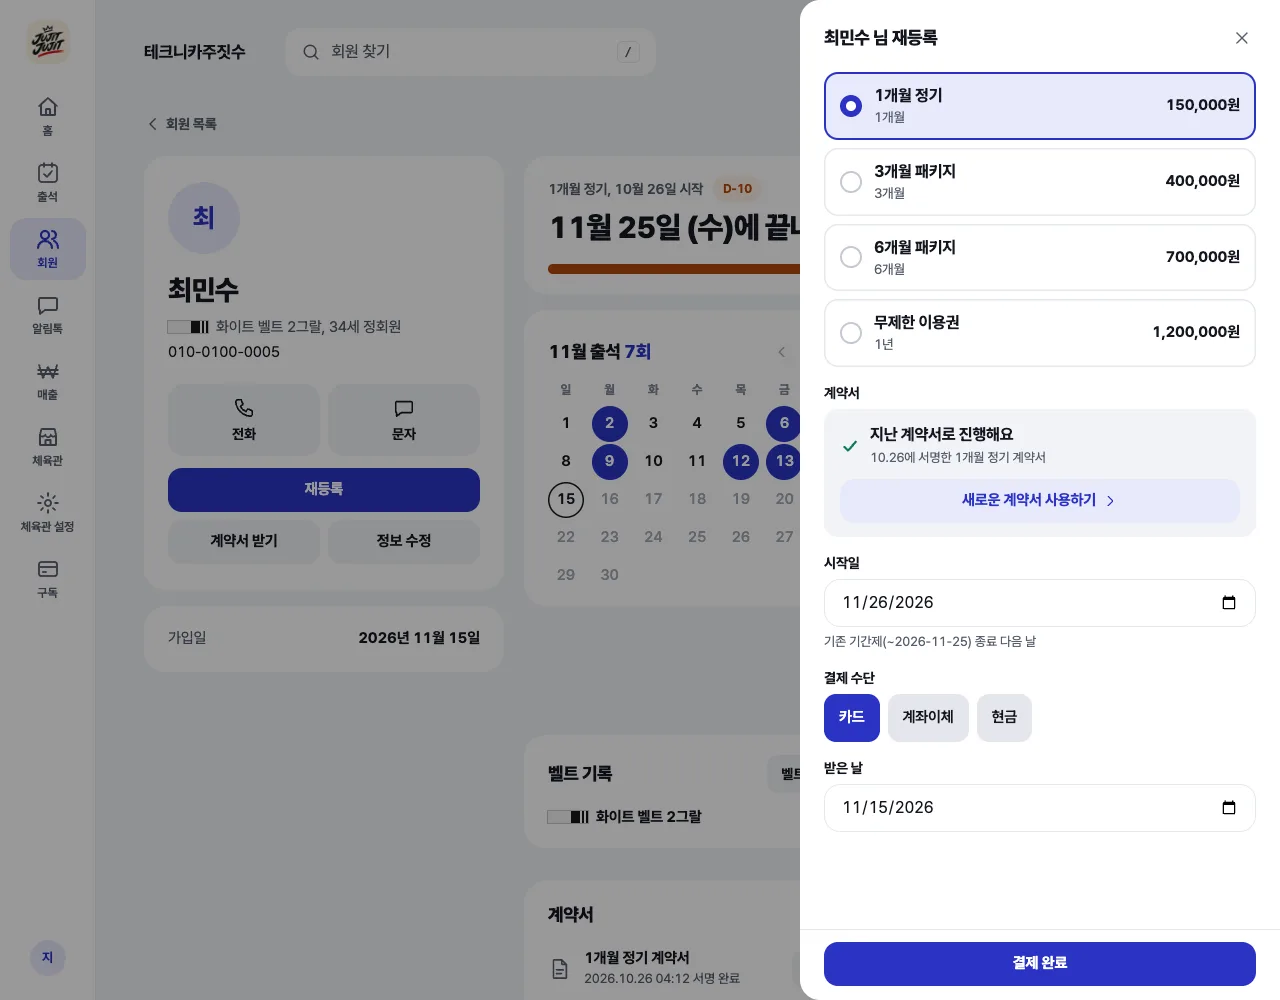 JUJIT
JUJIT
홈
출석
회원
알림톡
매출
체육관
체육관 설정
구독
지
테크니카주짓수
회원 찾기
/
회원 목록
최
최민수
화이트 벨트 2그랄, 34세 정회원
010-0100-0005
전화
문자
재등록
계약서 받기
정보 수정
가입일
2026년 11월 15일
1개월 정기, 10월 26일 시작
D-10
11월 25일 (수)에 끝
11월 출석 7회
일 월 화 수 목 금
1 2 3 4 5 6
8 9 10 11 12 13
15 16 17 18 19 20
22 23 24 25 26 27
29 30
벨트 기록
벨트
화이트 벨트 2그랄
계약서
1개월 정기 계약서
2026.10.26 04:12 서명 완료
최민수 님 재등록
1개월 정기
1개월
150,000원
3개월 패키지
3개월
400,000원
6개월 패키지
6개월
700,000원
무제한 이용권
1년
1,200,000원
계약서
지난 계약서로 진행해요
10.26에 서명한 1개월 정기 계약서
새로운 계약서 사용하기
시작일
11/26/2026
기존 기간제(~2026-11-25) 종료 다음 날
결제 수단
카드
계좌이체
현금
받은 날
11/15/2026
결제 완료